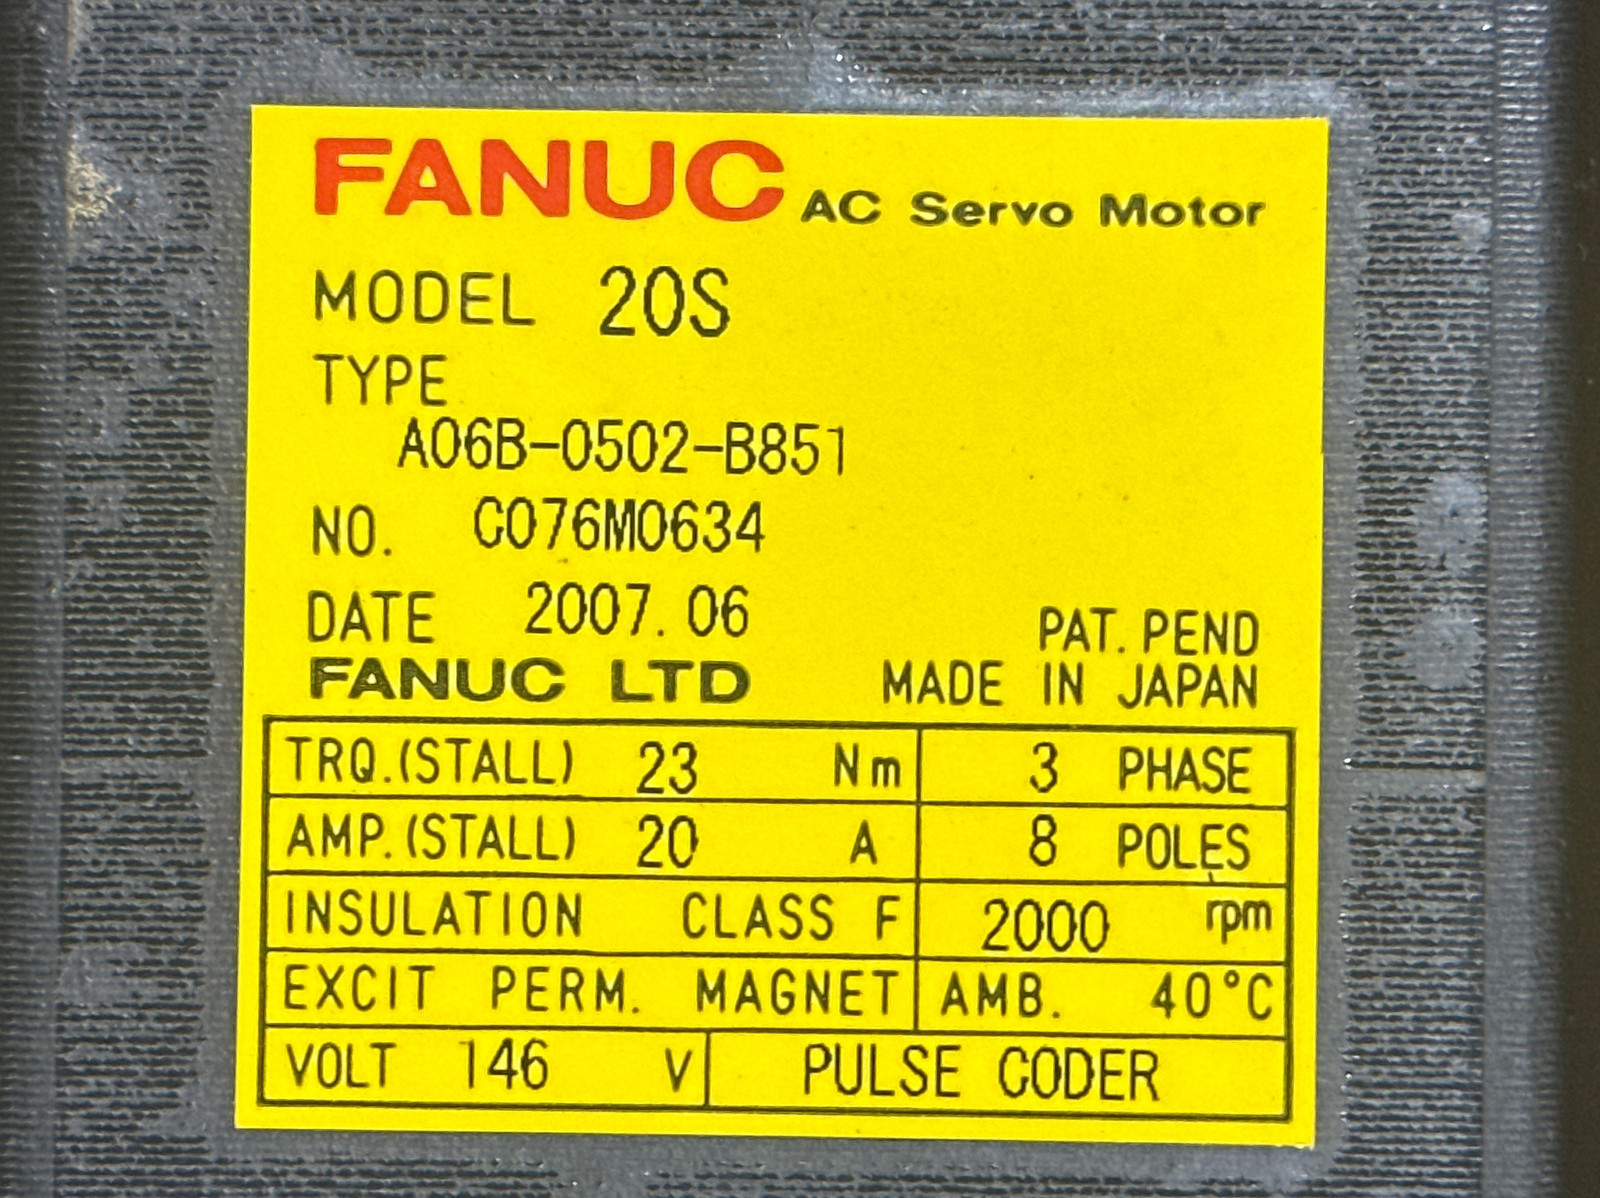 FANUC AC Servo Motor
MODEL 20S
TYPE
A06B-0502-B851
NO. C076M0634
DATE 2007.06
PAT. PEND
FANUC LTD MADE IN JAPAN
TRQ.(STALL) 23 Nm 3 PHASE
AMP.(STALL) 20 A 8 POLES
INSULATION CLASS F 2000 rpm
EXCIT PERM. MAGNET AMB. 40°C
VOLT 146 V PULSE CODER